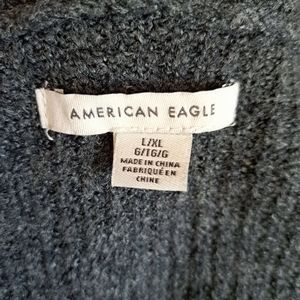 AMERICAN EAGLE
L/XL
G/TG/G
MADE IN CHINA
FABRIQUÉ EN
CHINE